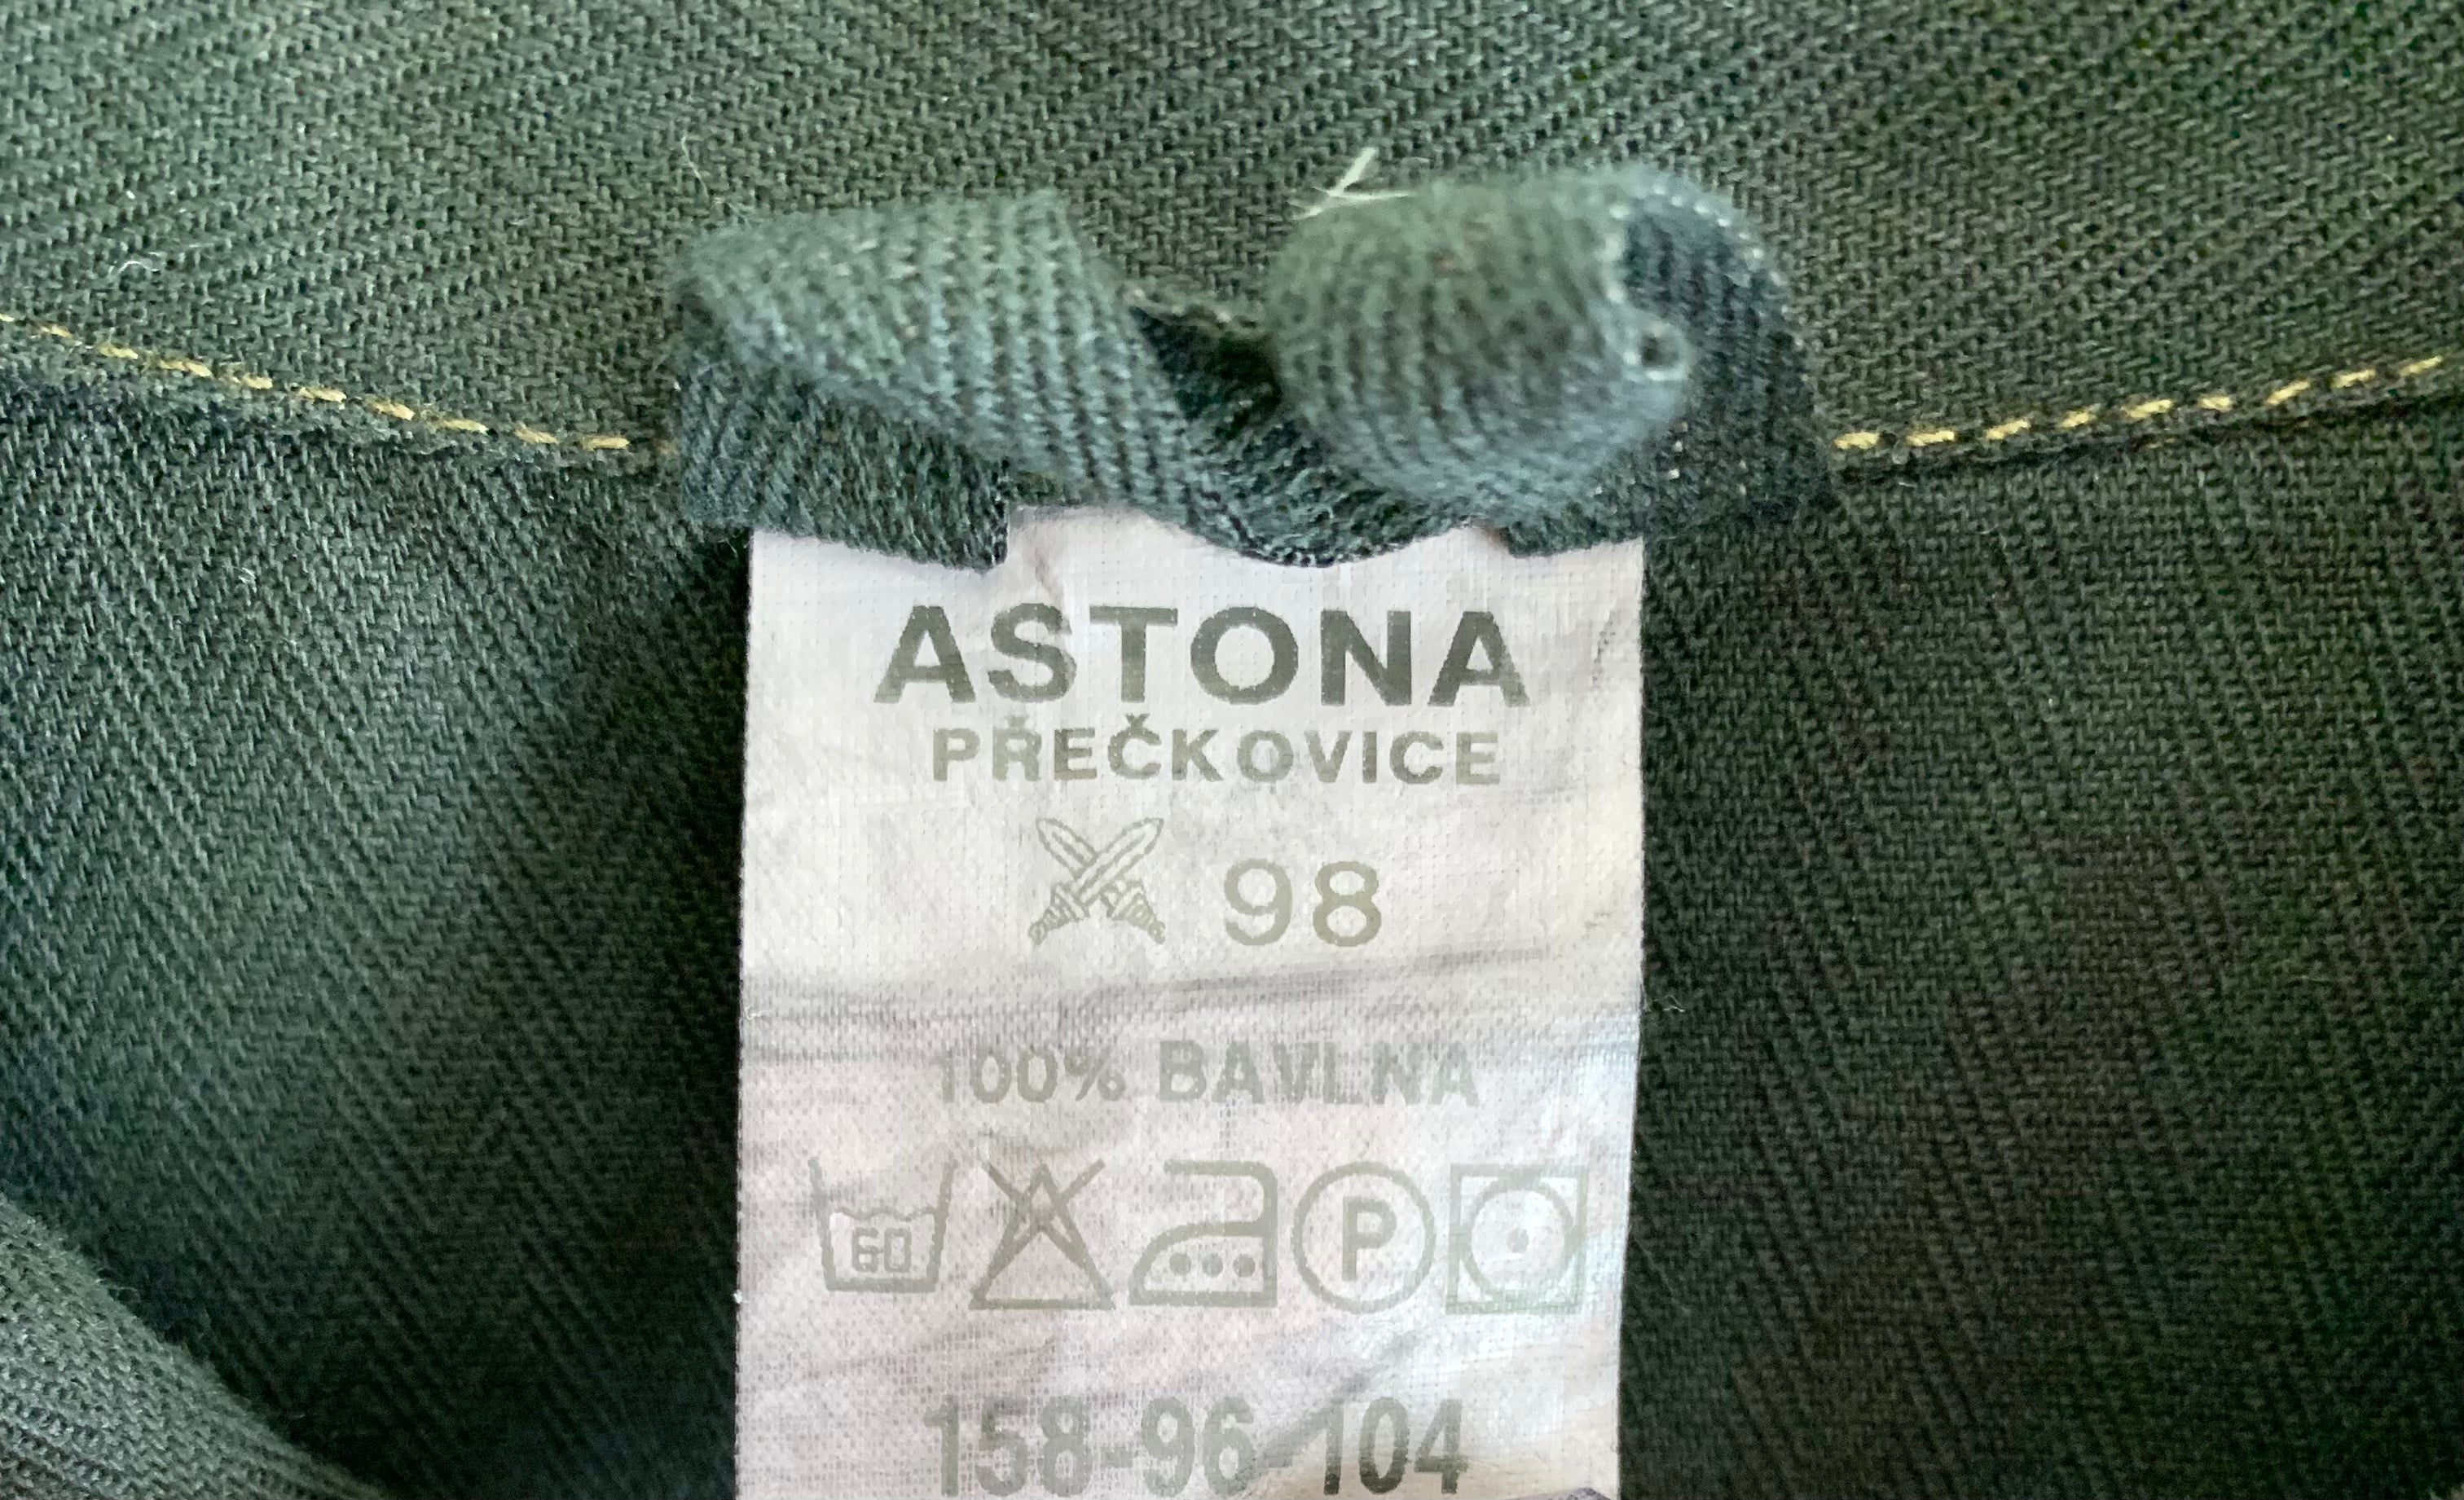 ASTONA
PŘEČKOVICE
98
100% BAVLNA
60
P
158-96-104